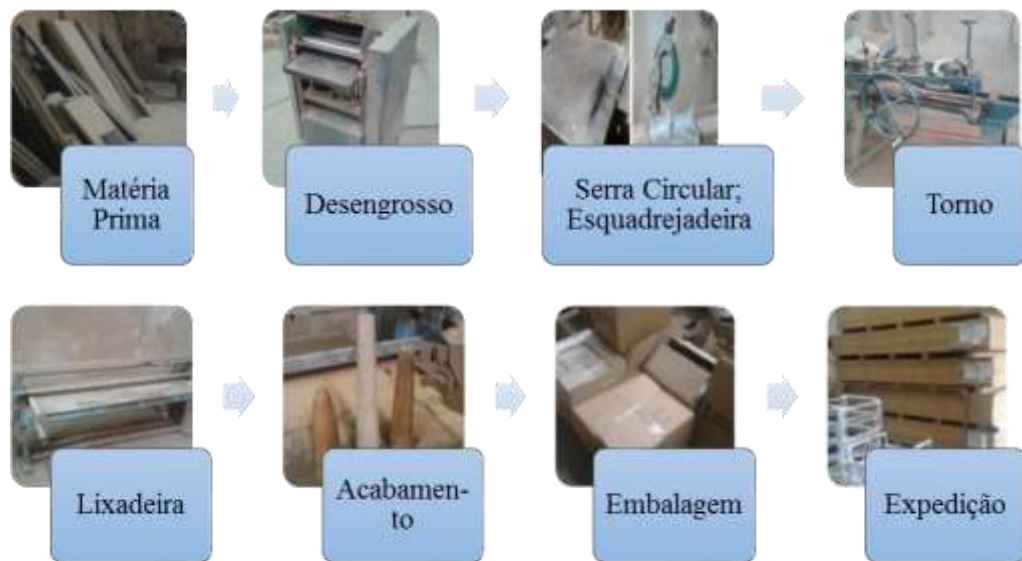 Matéria
Prima
Desengrosso
Serra Circular;
Esquadrejadeira
Torno
Lixadeira
Acabamen-
to
Embalagem
Expedição